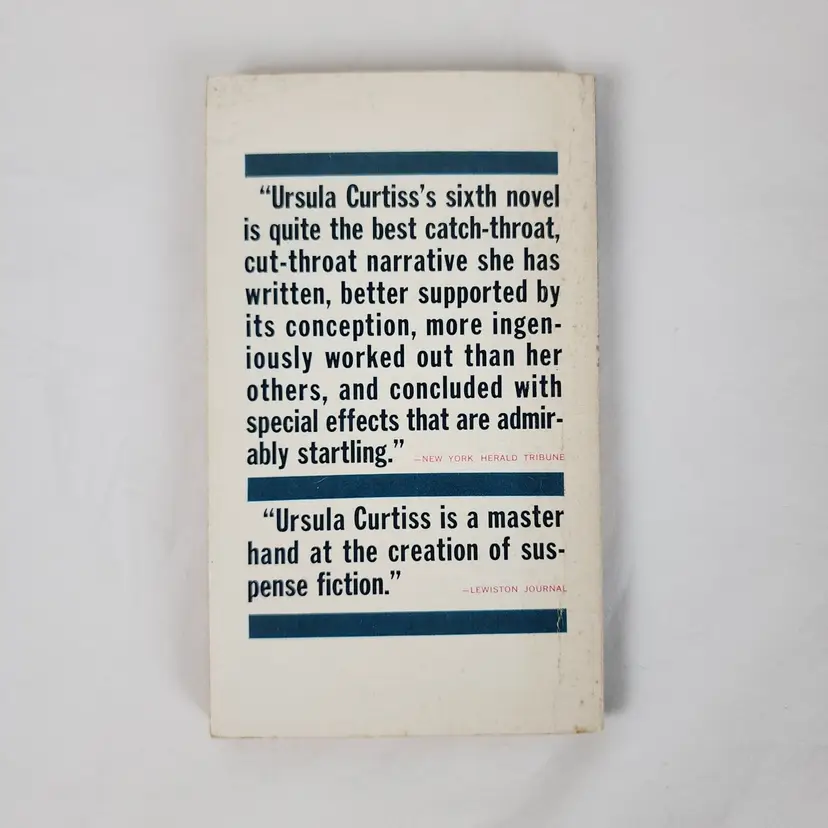 “Ursula Curtiss’s sixth novel
is quite the best catch-throat,
cut-throat narrative she has
written, better supported by
its conception, more ingen-
iously worked out than her
others, and concluded with
special effects that are admir-
ably startling.” —NEW YORK HERALD TRIBUNE
“Ursula Curtiss is a master
hand at the creation of sus-
pense fiction.” —LEWISTON JOURNAL